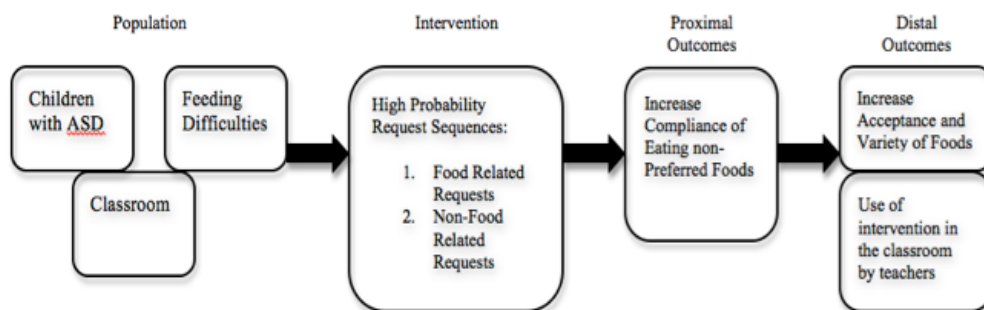 Population
Intervention
Proximal
Outcomes
Distal
Outcomes
Children
with ASD
Feeding
Difficulties
Classroom
High Probability
Request Sequences:
1. Food Related
Requests
2. Non-Food
Related
Requests
Increase
Compliance of
Eating non-
Preferred Foods
Increase
Acceptance and
Variety of Foods
Use of
intervention in
the classroom
by teachers